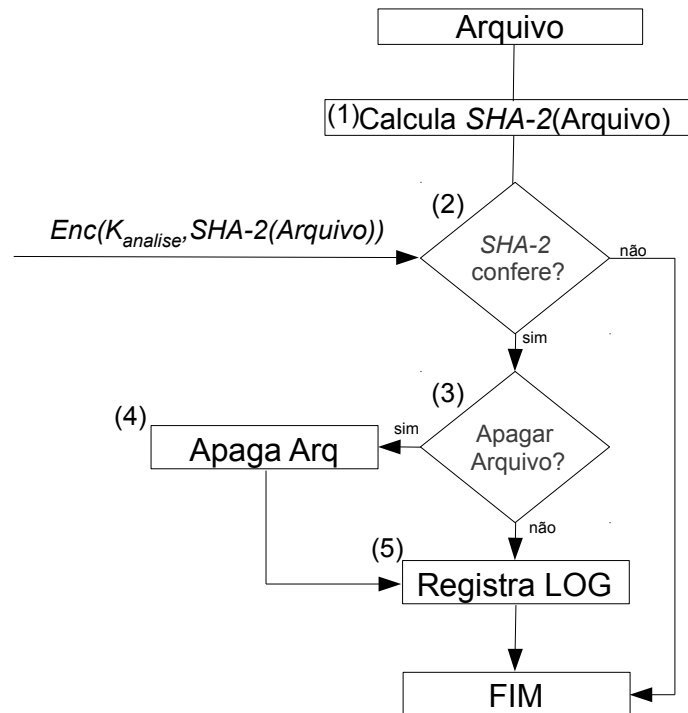 Arquivo
(1) Calcula SHA-2(Arquivo)
(2)
Enc(K_analise,SHA-2(Arquivo))
SHA-2
confere?
não
sim
(3)
(4)
sim
Apagar
Arquivo?
Apaga Arq
não
(5)
Registra LOG
FIM